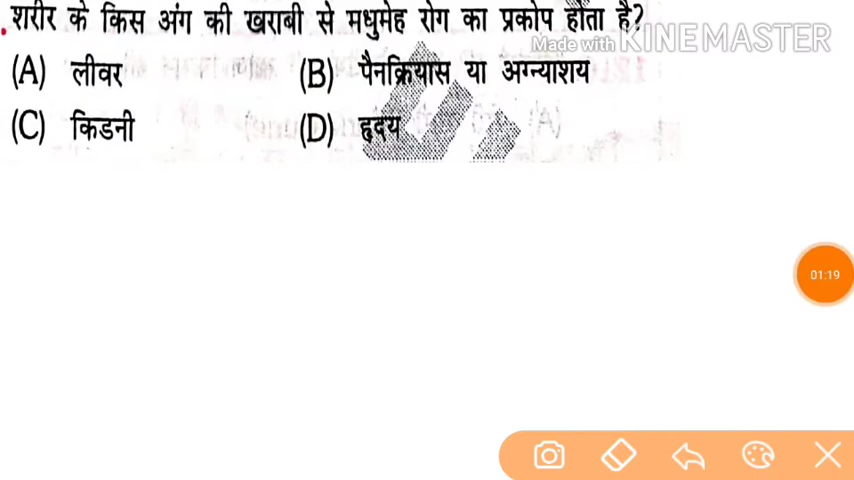 शरीर के किस अंग की खराबी से मधुमेह रोग का प्रकोप होता है?
Made with KINEMASTER
(A) लीवर (B) पैनक्रियास या अग्न्याशय
(C) किडनी (D) हृदय
01:19